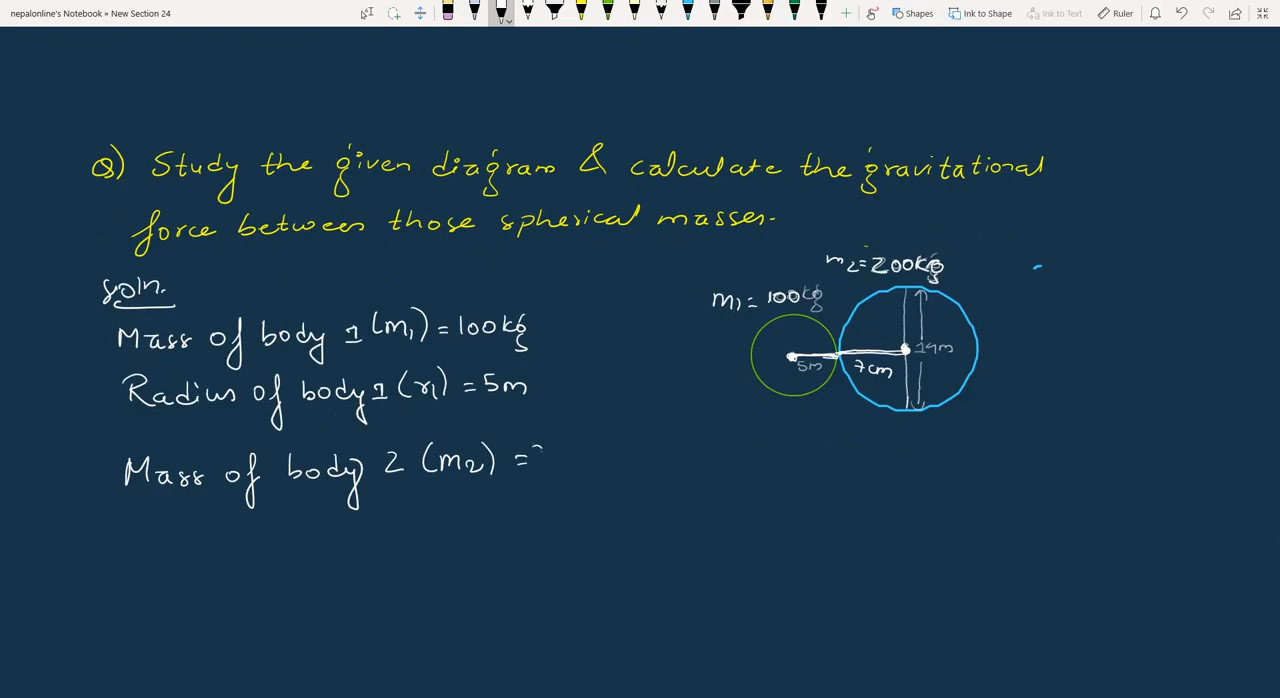 nepalonline's Notebook » New Section 24
Shapes Ink to Shape Ink to Text Ruler
Q) Study the given diagram & calculate the gravitational
force between those spherical masses.
Soln.
m2=200kg
m1=100kg
Mass of body 1(m1)=100kg
14m
5m
7cm
Radius of body 1(r1)=5m
Mass of body 2 (m2) =